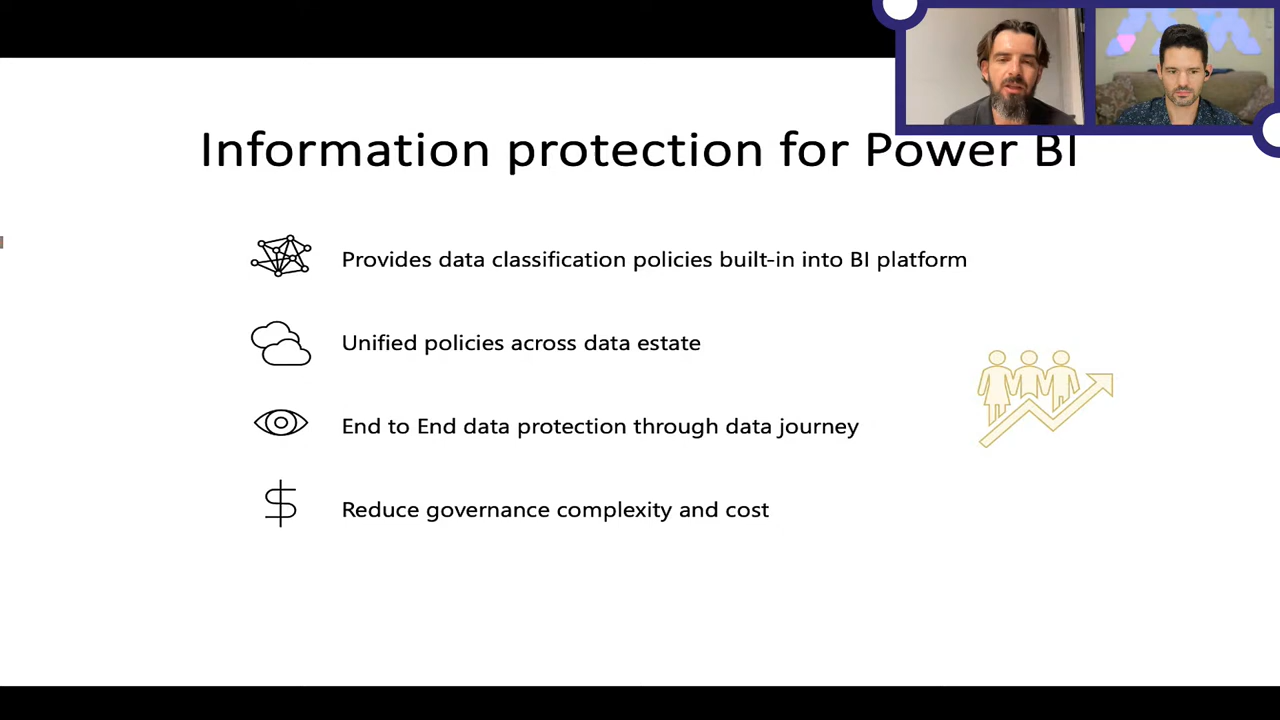 Information protection for Power BI
Provides data classification policies built-in into BI platform
Unified policies across data estate
End to End data protection through data journey
Reduce governance complexity and cost